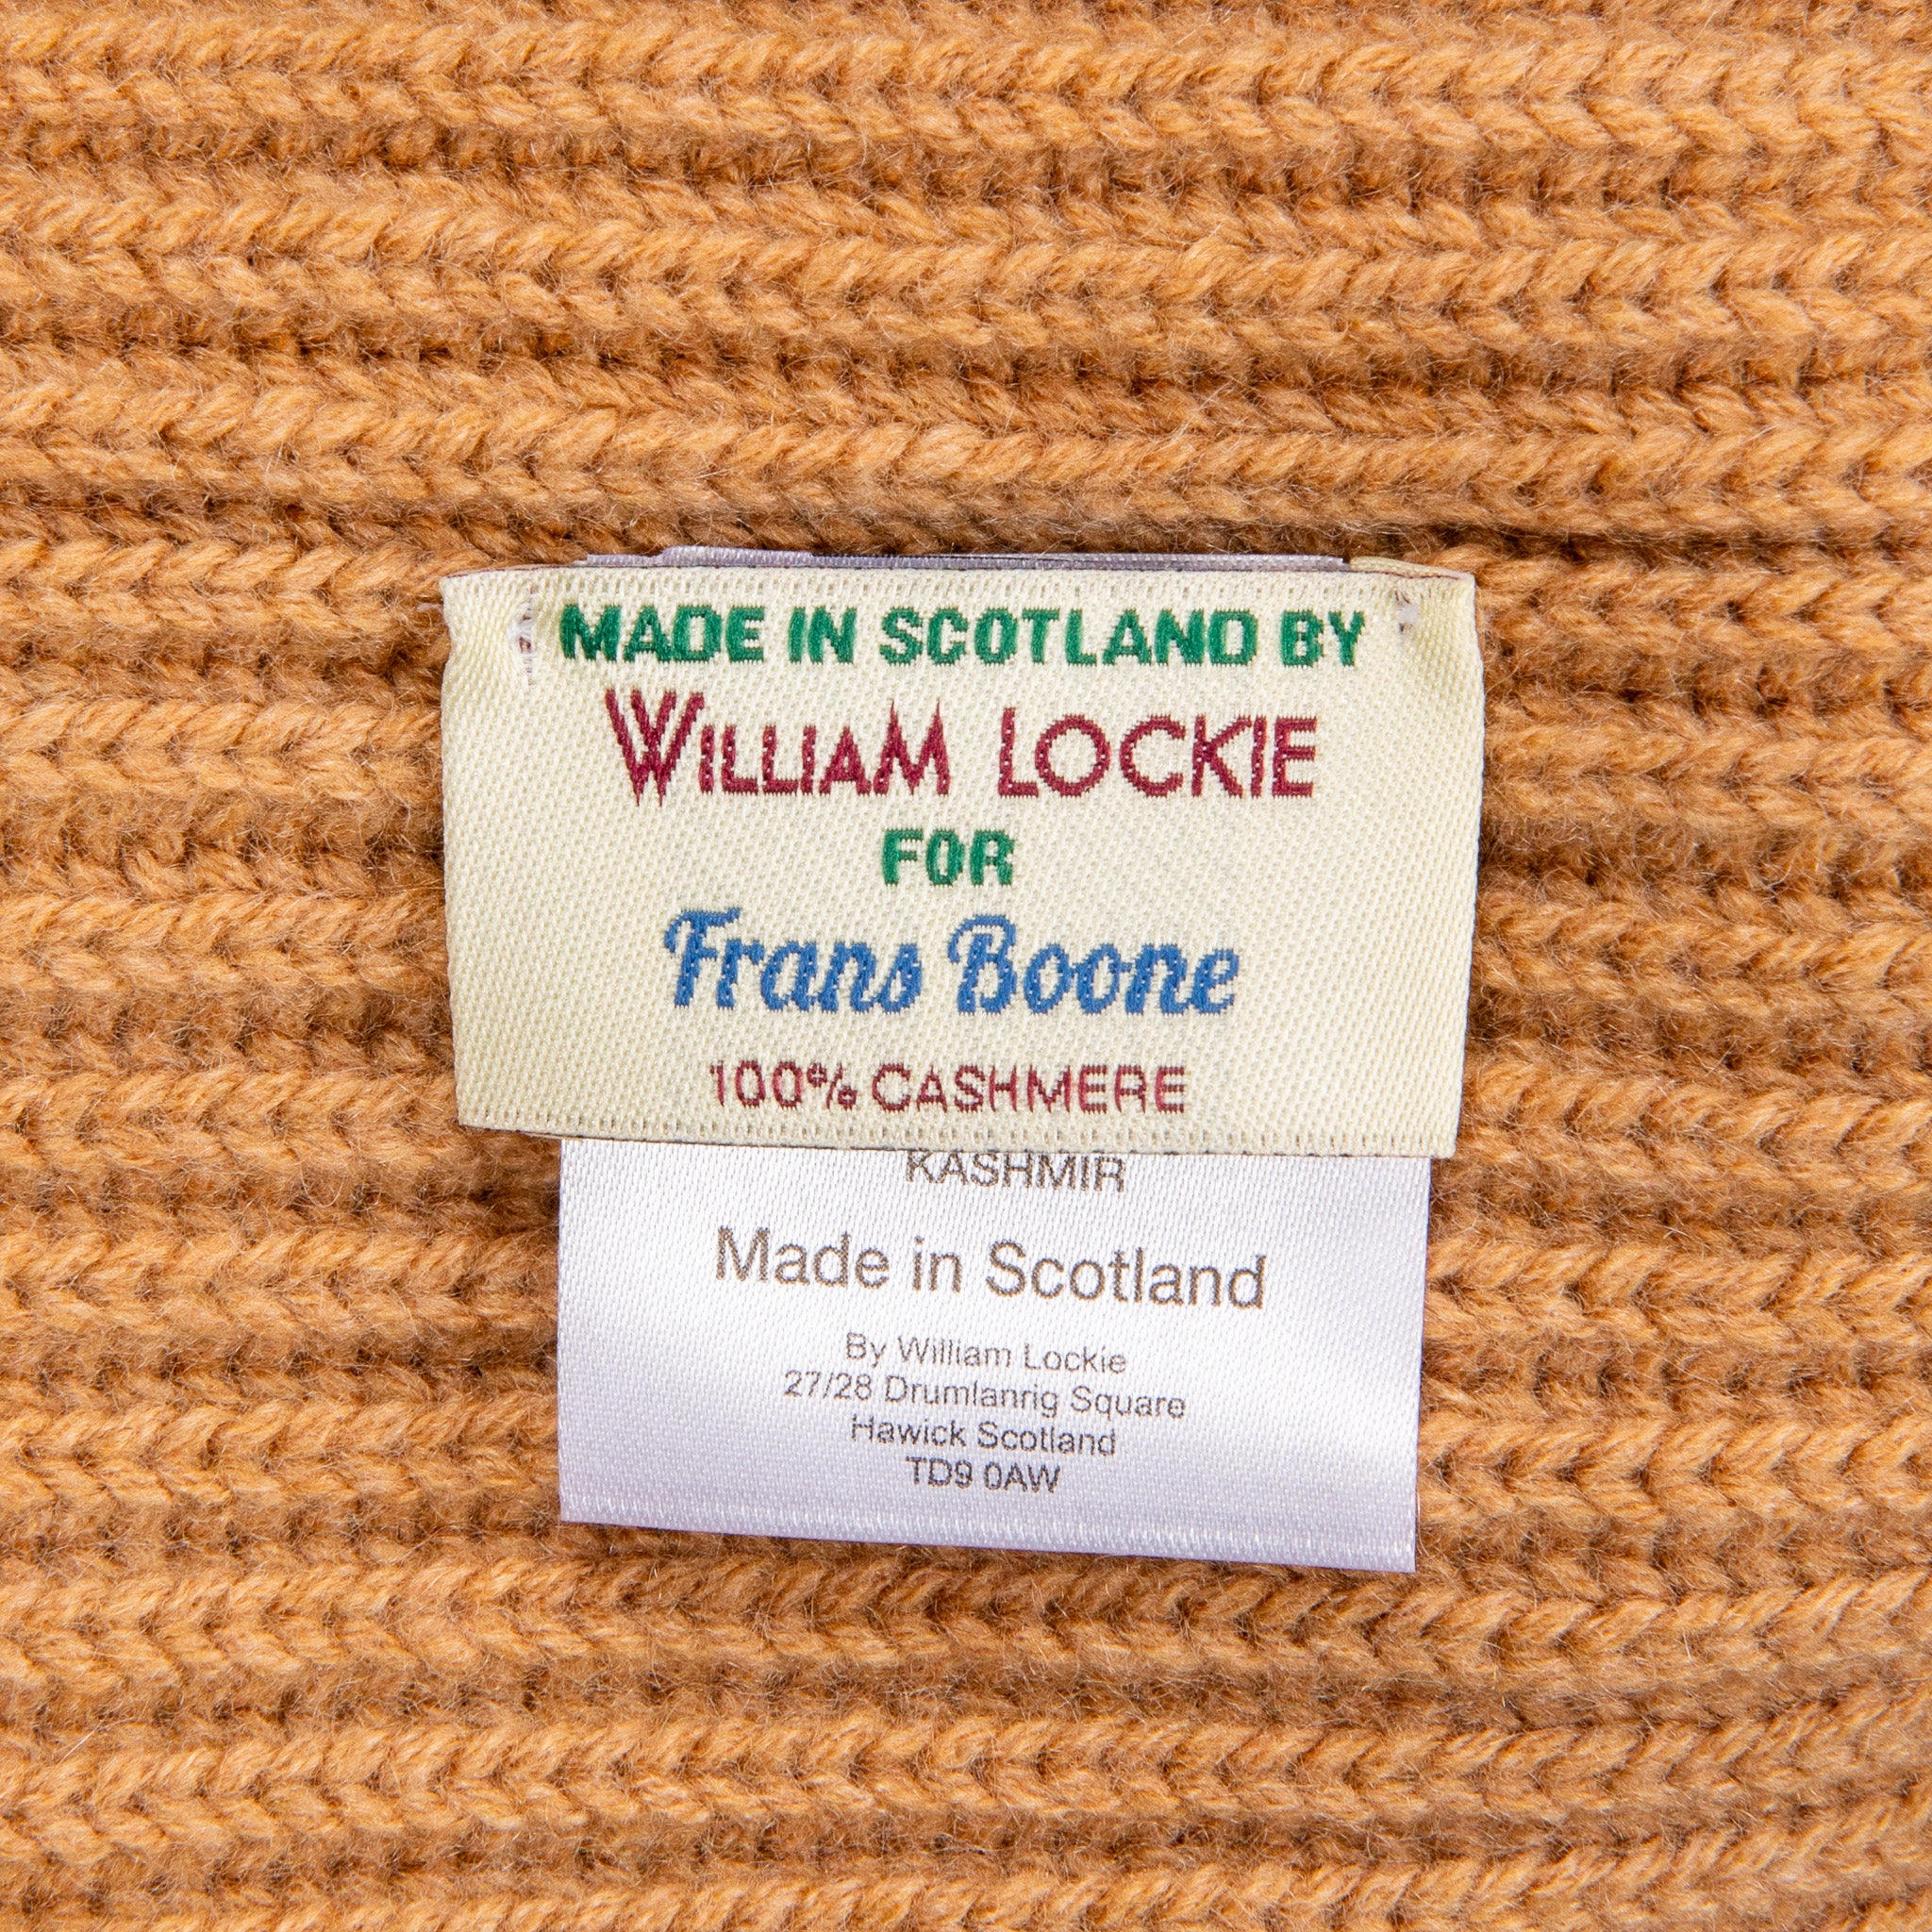 MADE IN SCOTLAND BY
WILLIAM LOCKIE
FOR
Frans Boone
100% CASHMERE
KASHMIR
Made in Scotland
By William Lockie
27/28 Drumlanrig Square
Hawick Scotland
TD9 0AW